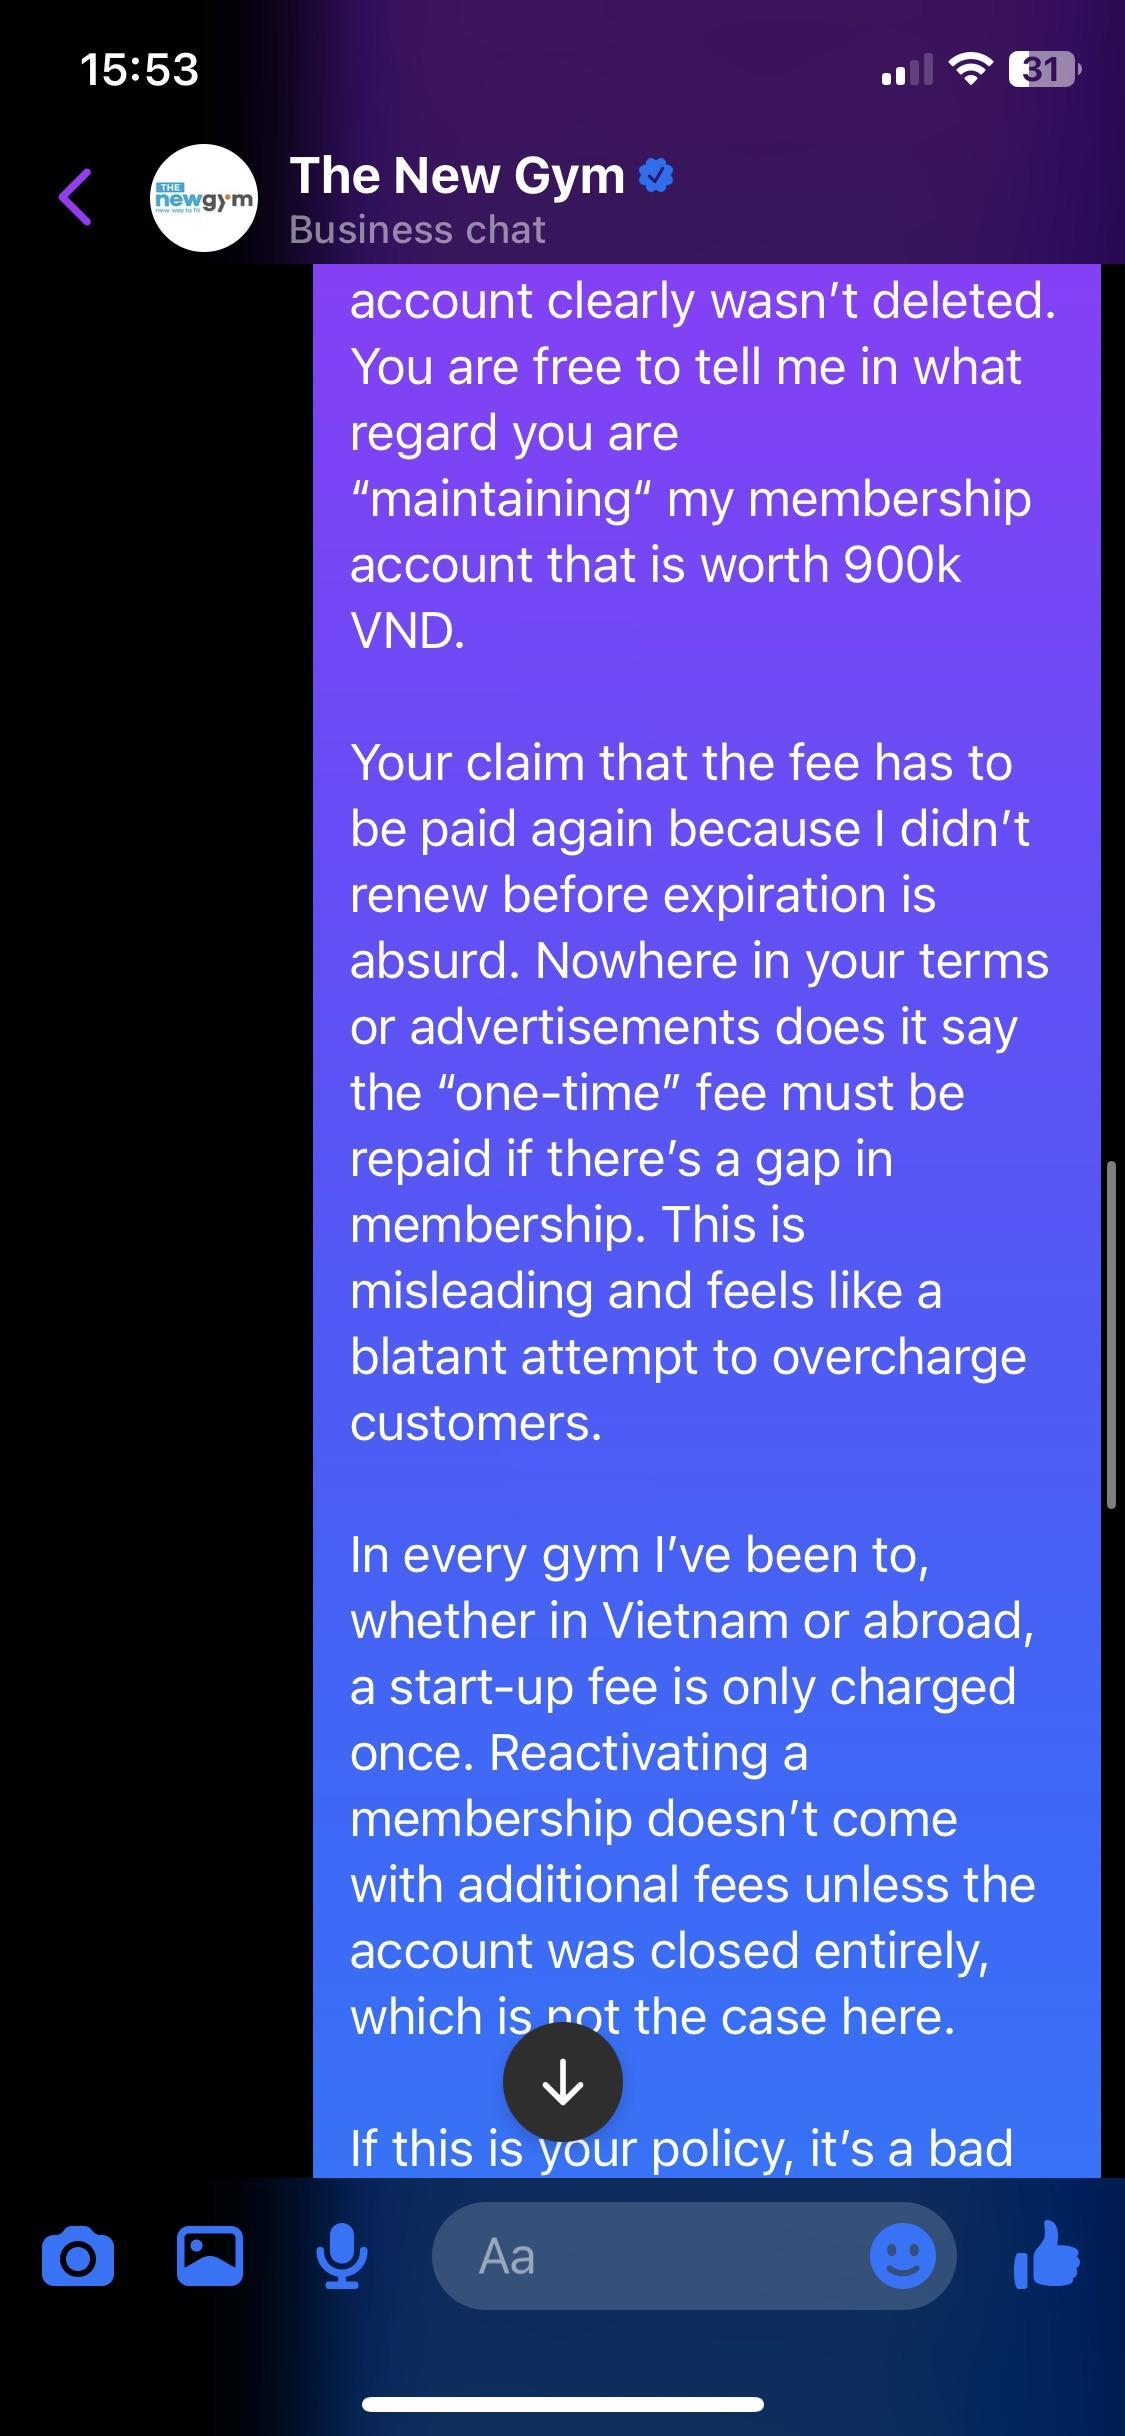 15:53
31
THE
newgym
new way to fit
The New Gym
Business chat
account clearly wasn’t deleted.
You are free to tell me in what
regard you are
“maintaining“ my membership
account that is worth 900k
VND.
Your claim that the fee has to
be paid again because I didn’t
renew before expiration is
absurd. Nowhere in your terms
or advertisements does it say
the “one-time” fee must be
repaid if there’s a gap in
membership. This is
misleading and feels like a
blatant attempt to overcharge
customers.
In every gym I’ve been to,
whether in Vietnam or abroad,
a start-up fee is only charged
once. Reactivating a
membership doesn’t come
with additional fees unless the
account was closed entirely,
which is not the case here.
If this is your policy, it’s a bad
Aa